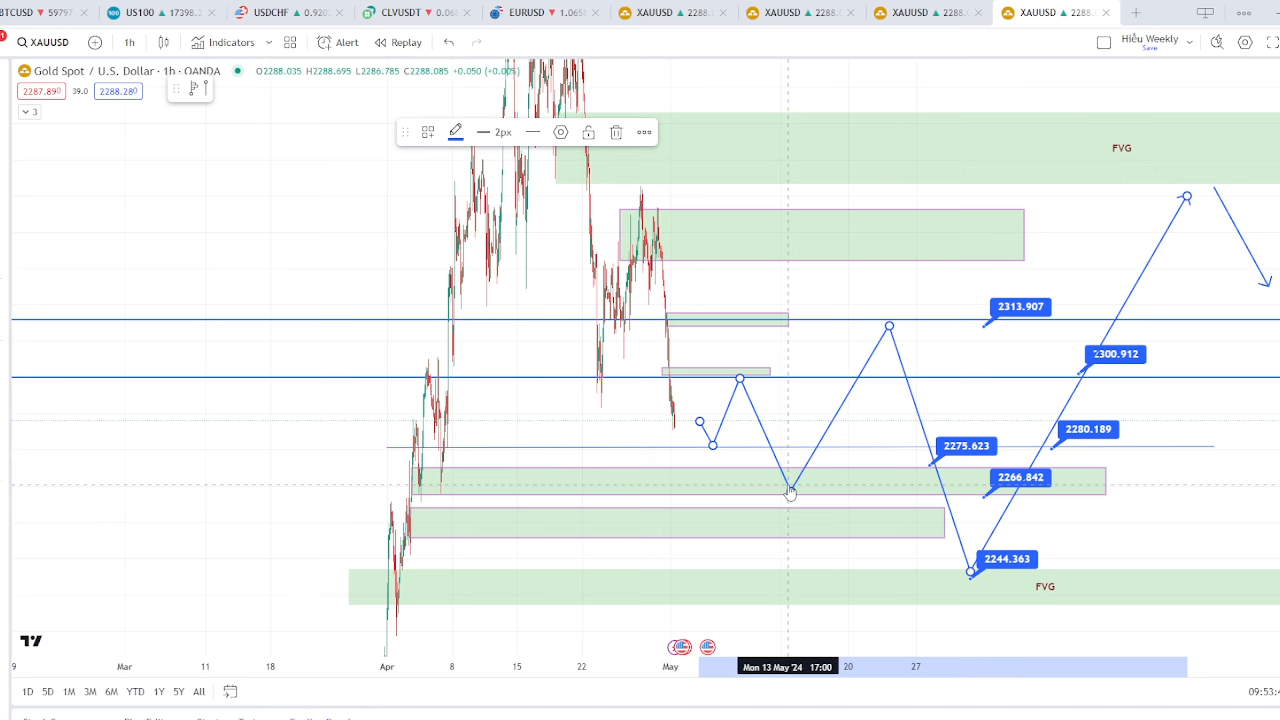 BTCUSD ▼ 59797
US100 ▲ 17398.2
USDCHF ▲ 0.920
CLYUSDT ▼ 0.06
EURUSD ▼ 1.065
XAUUSD ▲ 2288.
XAUUSD ▲ 2288.
XAUUSD ▲ 2288.
XAUUSD ▲ 2288.
XAUUSD
1h
Indicators
Alert
Replay
Hiếu Weekly
Save
Gold Spot / U.S. Dollar · 1h · OANDA
O2288.035 H2288.695 L2286.785 C2288.085 +0.050 (+0.00%)
2287.890
39.0
2288.280
3
2px
FVG
2313.907
2300.912
2280.189
2275.623
2266.842
2244.363
FVG
9
Mar
11
18
Apr
8
15
22
May
Mon 13 May '24 17:00
20
27
1D 5D 1M 3M 6M YTD 1Y 5Y All
09:53:4